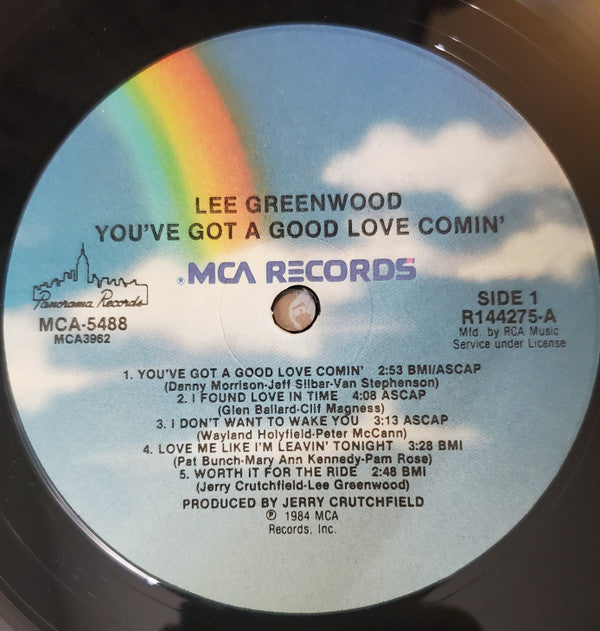 LEE GREENWOOD
YOU'VE GOT A GOOD LOVE COMIN'
®MCA RECORDS
Panorama Records
MCA-5488
MCA3962
SIDE 1
R144275-A
Mfd. by RCA Music
Service under License
1. YOU'VE GOT A GOOD LOVE COMIN' 2:53 BMI/ASCAP
(Danny Morrison-Jeff Silbar-Van Stephenson)
2. I FOUND LOVE IN TIME 4:08 ASCAP
(Glen Ballard-Clif Magness)
3. I DON'T WANT TO WAKE YOU 3:13 ASCAP
(Wayland Holyfield-Peter McCann)
4. LOVE ME LIKE I'M LEAVIN' TONIGHT 3:28 BMI
(Pat Bunch-Mary Ann Kennedy-Pam Rose)
5. WORTH IT FOR THE RIDE 2:48 BMI
(Jerry Crutchfield-Lee Greenwood)
PRODUCED BY JERRY CRUTCHFIELD
℗ 1984 MCA
Records, Inc.